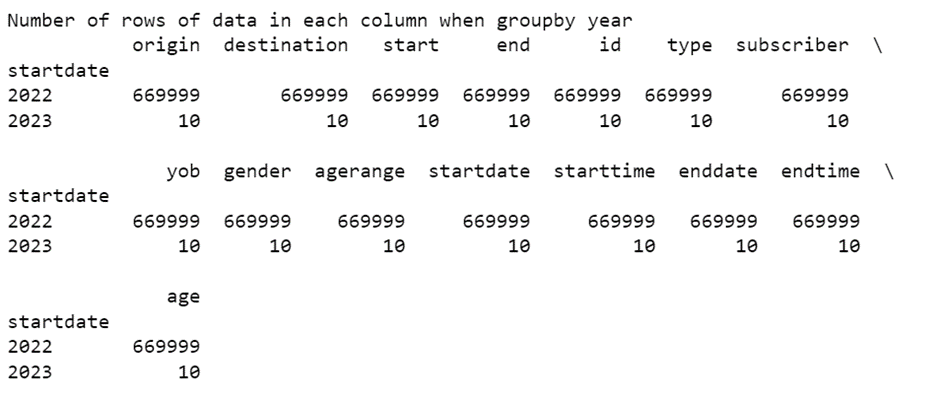 Number of rows of data in each column when groupby year
origin destination start end id type subscriber \
startdate
2022 669999 669999 669999 669999 669999 669999 669999
2023 10 10 10 10 10 10 10
yob gender agerange startdate starttime enddate endtime \
startdate
2022 669999 669999 669999 669999 669999 669999 669999
2023 10 10 10 10 10 10 10
age
startdate
2022 669999
2023 10